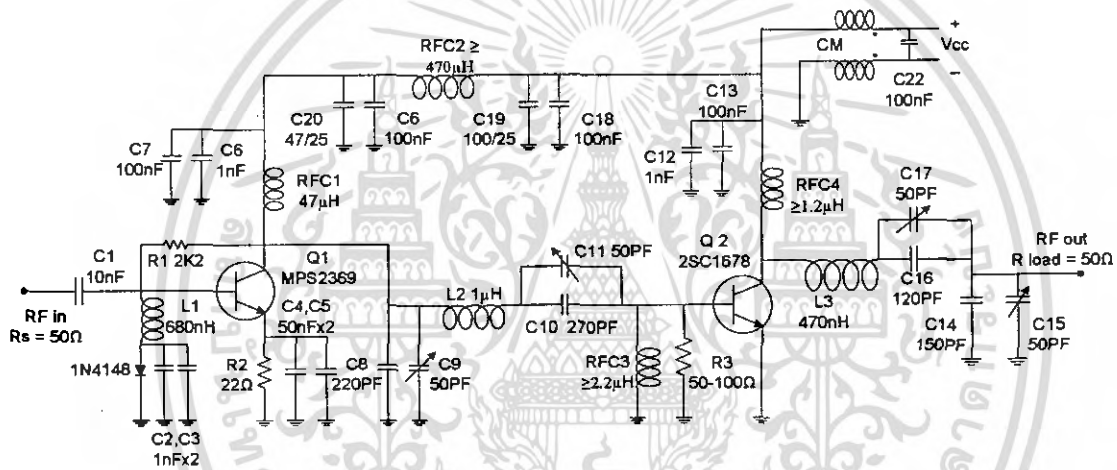 RFC2 ≥
470µH
CM
+
Vcc
−
C22
100nF
C20
47/25
C6
100nF
C19
100/25
C18
100nF
C13
100nF
C12
1nF
C7
100nF
C6
1nF
RFC1
47µH
RFC4
≥1.2µH
C17
50PF
C1
10nF
R1 2K2
Q1
MPS2369
C11 50PF
Q 2
2SC1678
RF out
R load = 50Ω
RF in
Rs = 50Ω
L1
680nH
C4,C5
50nFx2
L2 1µH
C10 270PF
L3
470nH
C16
120PF
1N4148
R2
22Ω
C8
220PF
C9
50PF
RFC3
≥2.2µH
R3
50-100Ω
C14
150PF
C15
50PF
C2,C3
1nFx2